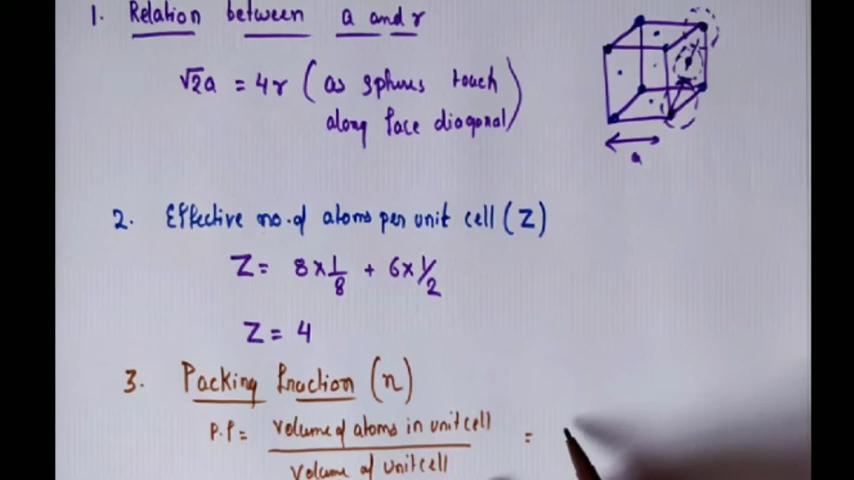 1. Relation between a and r
√2a = 4r (as spheres touch
along face diagonal)
a
2. Effective no. of atoms per unit cell (Z)
Z = 8 × 1/8 + 6 × 1/2
Z = 4
3. Packing fraction (n)
P.f = volume of atoms in unit cell / volume of unit cell =